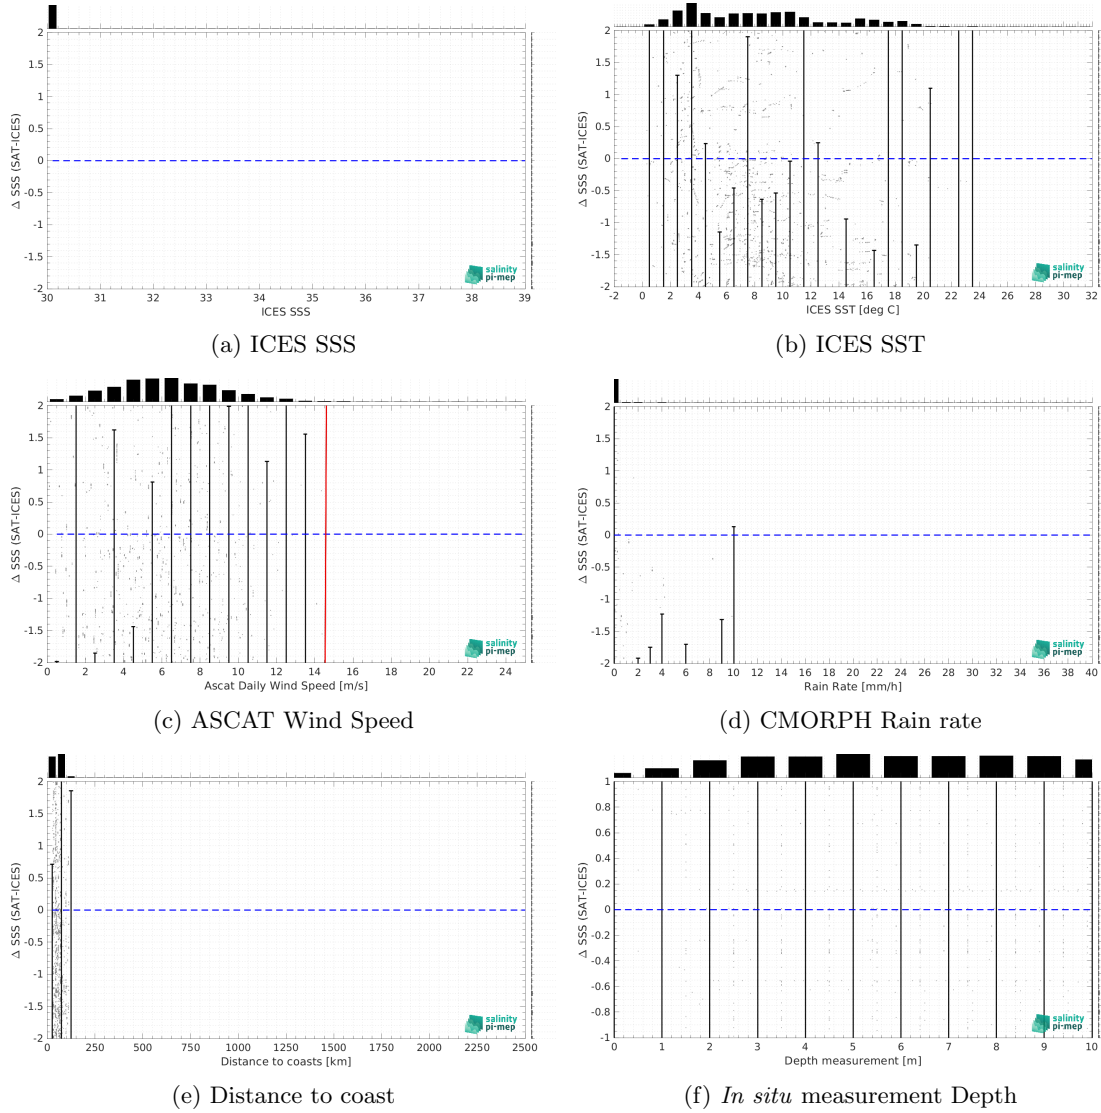 2
1.5
1
0.5
0
-0.5
-1
-1.5
-2
Δ SSS (SAT-ICES)
30 31 32 33 34 35 36 37 38 39
ICES SSS
salinity
pi-mep
(a) ICES SSS
2
1.5
1
0.5
0
-0.5
-1
-1.5
-2
Δ SSS (SAT-ICES)
-2 0 2 4 6 8 10 12 14 16 18 20 22 24 26 28 30 32
ICES SST [deg C]
salinity
pi-mep
(b) ICES SST
2
1.5
1
0.5
0
-0.5
-1
-1.5
-2
Δ SSS (SAT-ICES)
0 2 4 6 8 10 12 14 16 18 20 22 24
Ascat Daily Wind Speed [m/s]
salinity
pi-mep
(c) ASCAT Wind Speed
2
1.5
1
0.5
0
-0.5
-1
-1.5
-2
Δ SSS (SAT-ICES)
0 2 4 6 8 10 12 14 16 18 20 22 24 26 28 30 32 34 36 38 40
Rain Rate [mm/h]
salinity
pi-mep
(d) CMORPH Rain rate
2
1.5
1
0.5
0
-0.5
-1
-1.5
-2
Δ SSS (SAT-ICES)
0 250 500 750 1000 1250 1500 1750 2000 2250 2500
Distance to coasts [km]
salinity
pi-mep
(e) Distance to coast
1
0.8
0.6
0.4
0.2
0
-0.2
-0.4
-0.6
-0.8
-1
Δ SSS (SAT-ICES)
0 1 2 3 4 5 6 7 8 9 10
Depth measurement [m]
salinity
pi-mep
(f) In situ measurement Depth